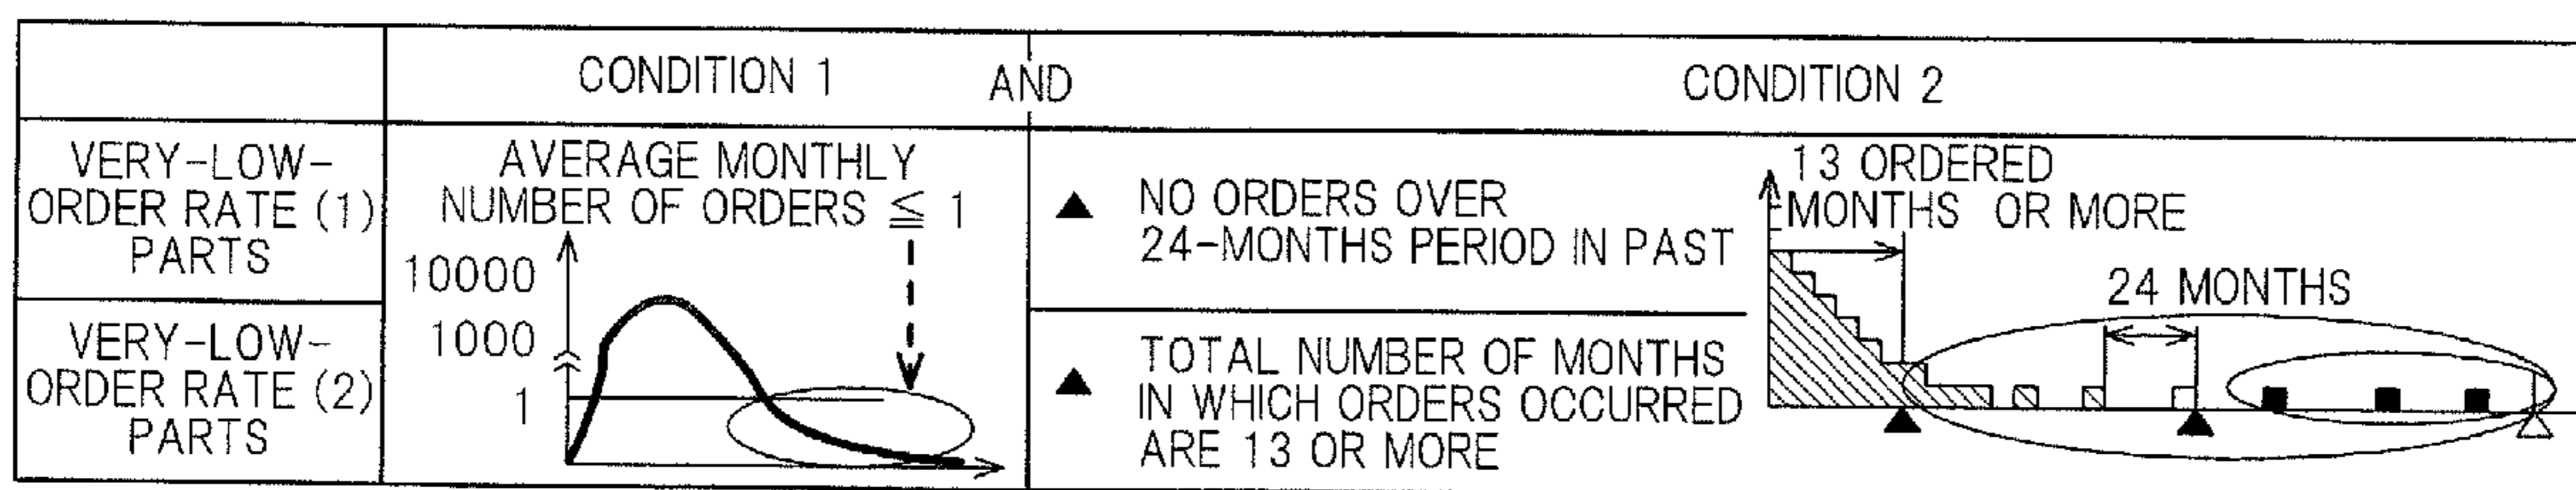 CONDITION 1 AND CONDITION 2
VERY-LOW-
ORDER RATE (1)
PARTS
AVERAGE MONTHLY
NUMBER OF ORDERS ≦ 1
10000
1000
1
▲ NO ORDERS OVER
24-MONTHS PERIOD IN PAST
13 ORDERED
MONTHS OR MORE
24 MONTHS
VERY-LOW-
ORDER RATE (2)
PARTS
▲ TOTAL NUMBER OF MONTHS
IN WHICH ORDERS OCCURRED
ARE 13 OR MORE